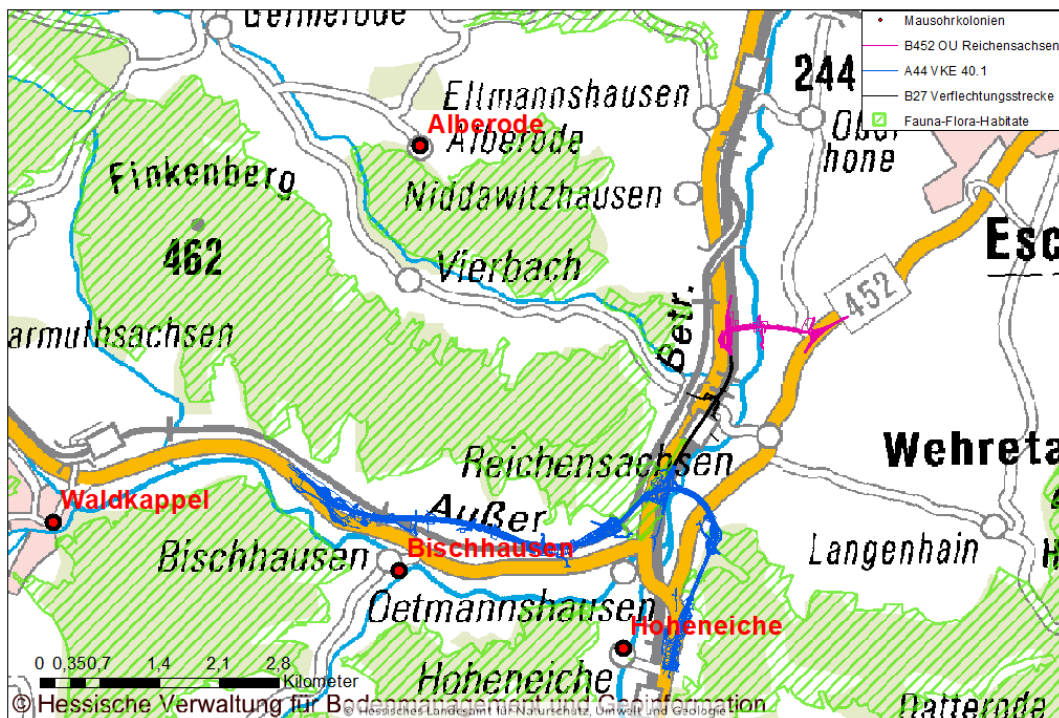 Germerode
Mausohrkolonien
B452 OU Reichensachsen
A44 VKE 40.1
B27 Verflechtungsstrecke
Fauna-Flora-Habitate
244
Eltmannshausen
Alberode
Alberode
Ober
hone
Finkenberg
Niddawitzhausen
462
Esc
Vierbach
452
armuthsachsen
Betr.
Reichensachsen
Wehreta
Waldkappel
Außer
Bischhausen
Bischhausen
Langenhain
H
Oetmannshausen
Hoheneiche
Hoheneiche
0 0,35 0,7 1,4 2,1 2,8
Kilometer
© Hessische Verwaltung für Bodenmanagement und Geoinformation
© Hessisches Landesamt für Naturschutz, Umwelt und Geologie
Ratterode